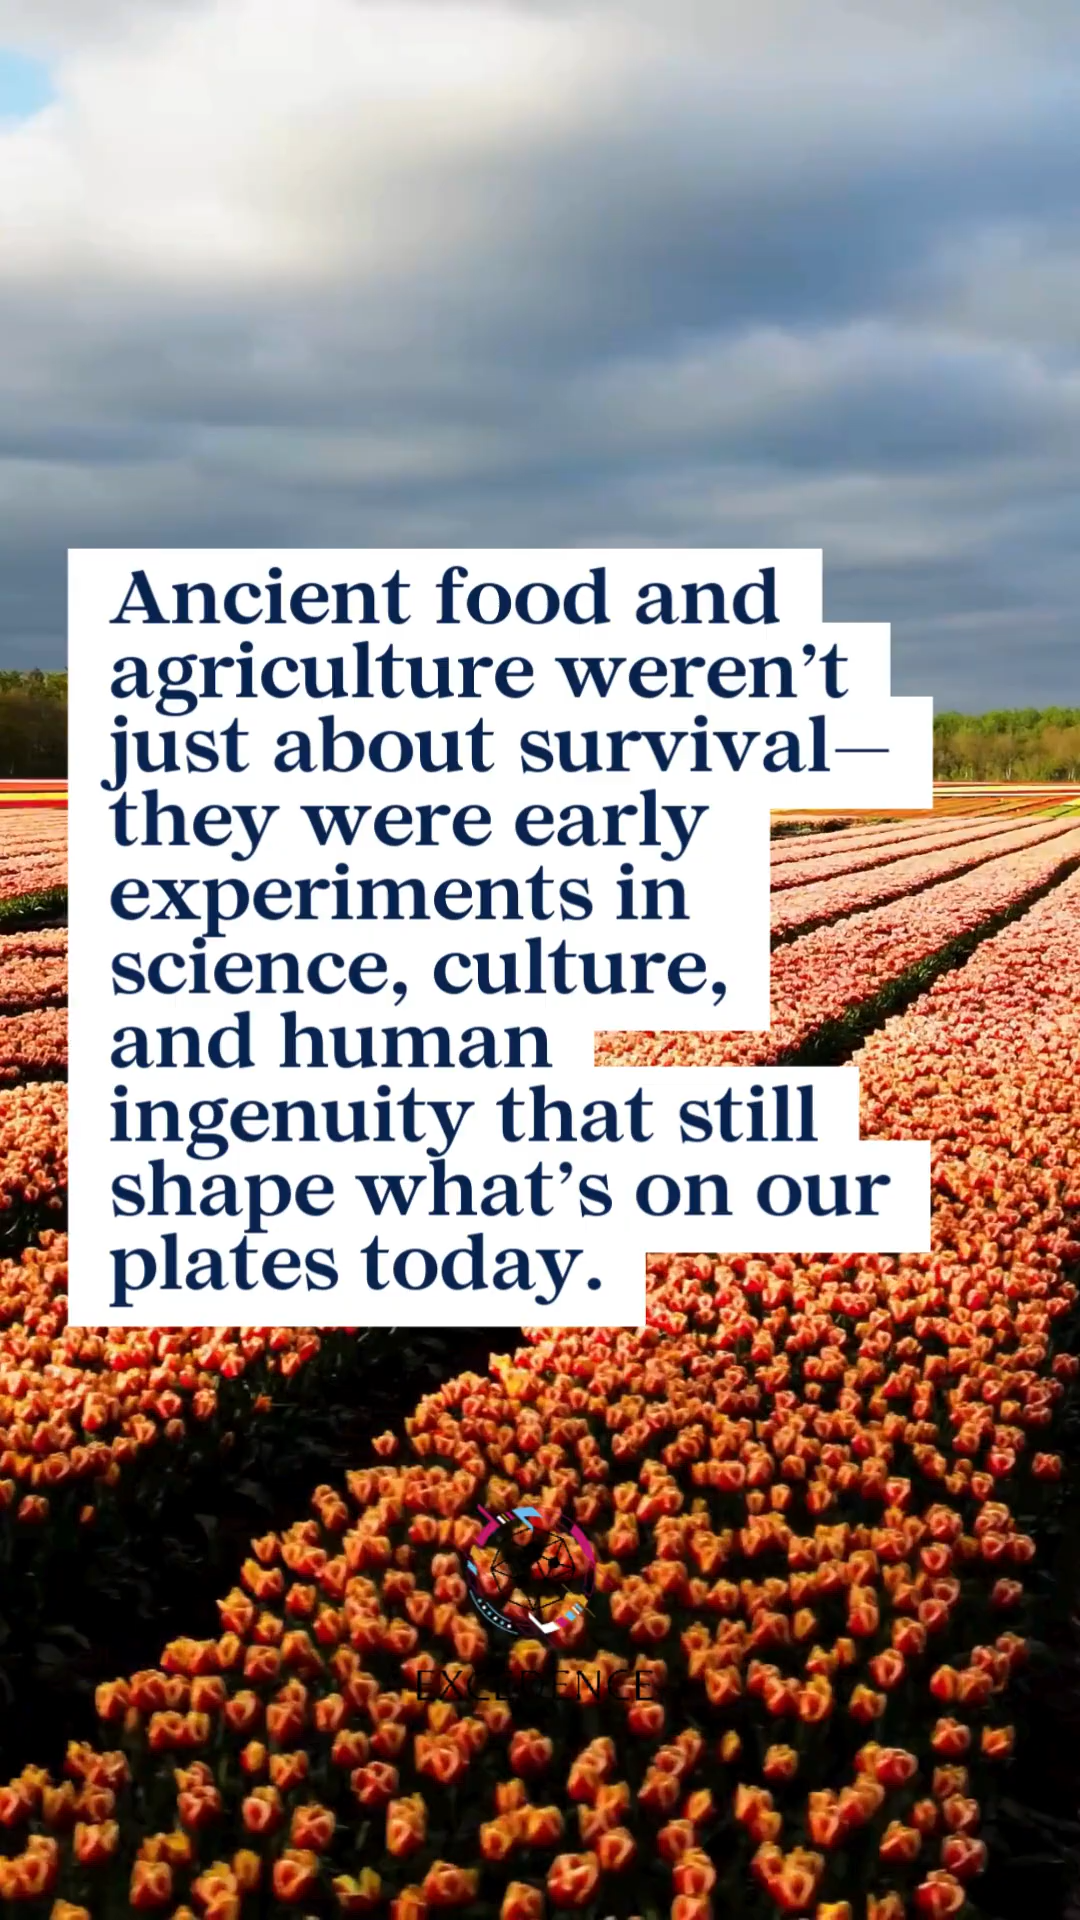 Ancient food and
agriculture weren’t
just about survival—
they were early
experiments in
science, culture,
and human
ingenuity that still
shape what’s on our
plates today.
EXCEDENCE